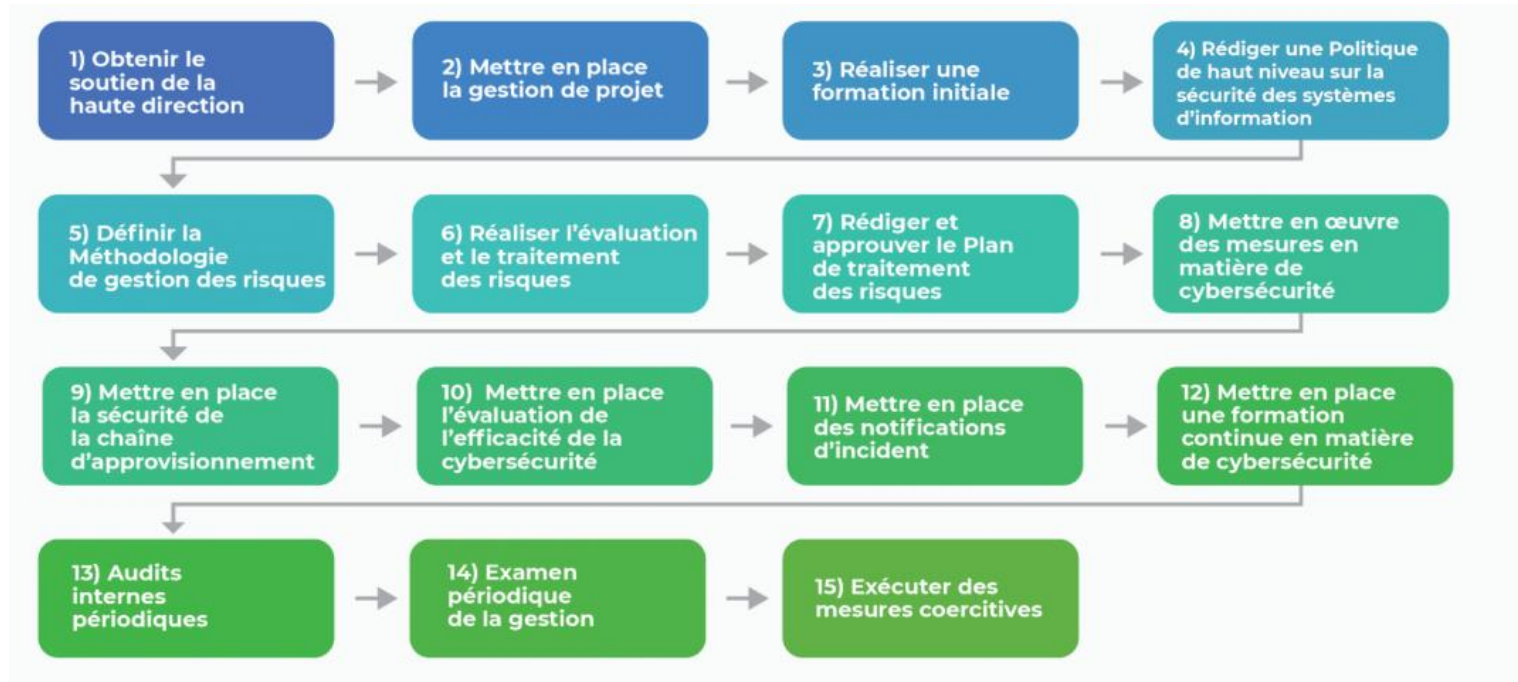 1) Obtenir le
soutien de la
haute direction
2) Mettre en place
la gestion de projet
3) Réaliser une
formation initiale
4) Rédiger une Politique
de haut niveau sur la
sécurité des systèmes
d'information
5) Définir la
Méthodologie
de gestion des risques
6) Réaliser l'évaluation
et le traitement
des risques
7) Rédiger et
approuver le Plan
de traitement
des risques
8) Mettre en œuvre
des mesures en
matière de
cybersécurité
9) Mettre en place
la sécurité de
la chaîne
d'approvisionnement
10) Mettre en place
l'évaluation de
l'efficacité de la
cybersécurité
11) Mettre en place
des notifications
d'incident
12) Mettre en place
une formation
continue en matière
de cybersécurité
13) Audits
internes
périodiques
14) Examen
périodique
de la gestion
15) Exécuter des
mesures coercitives